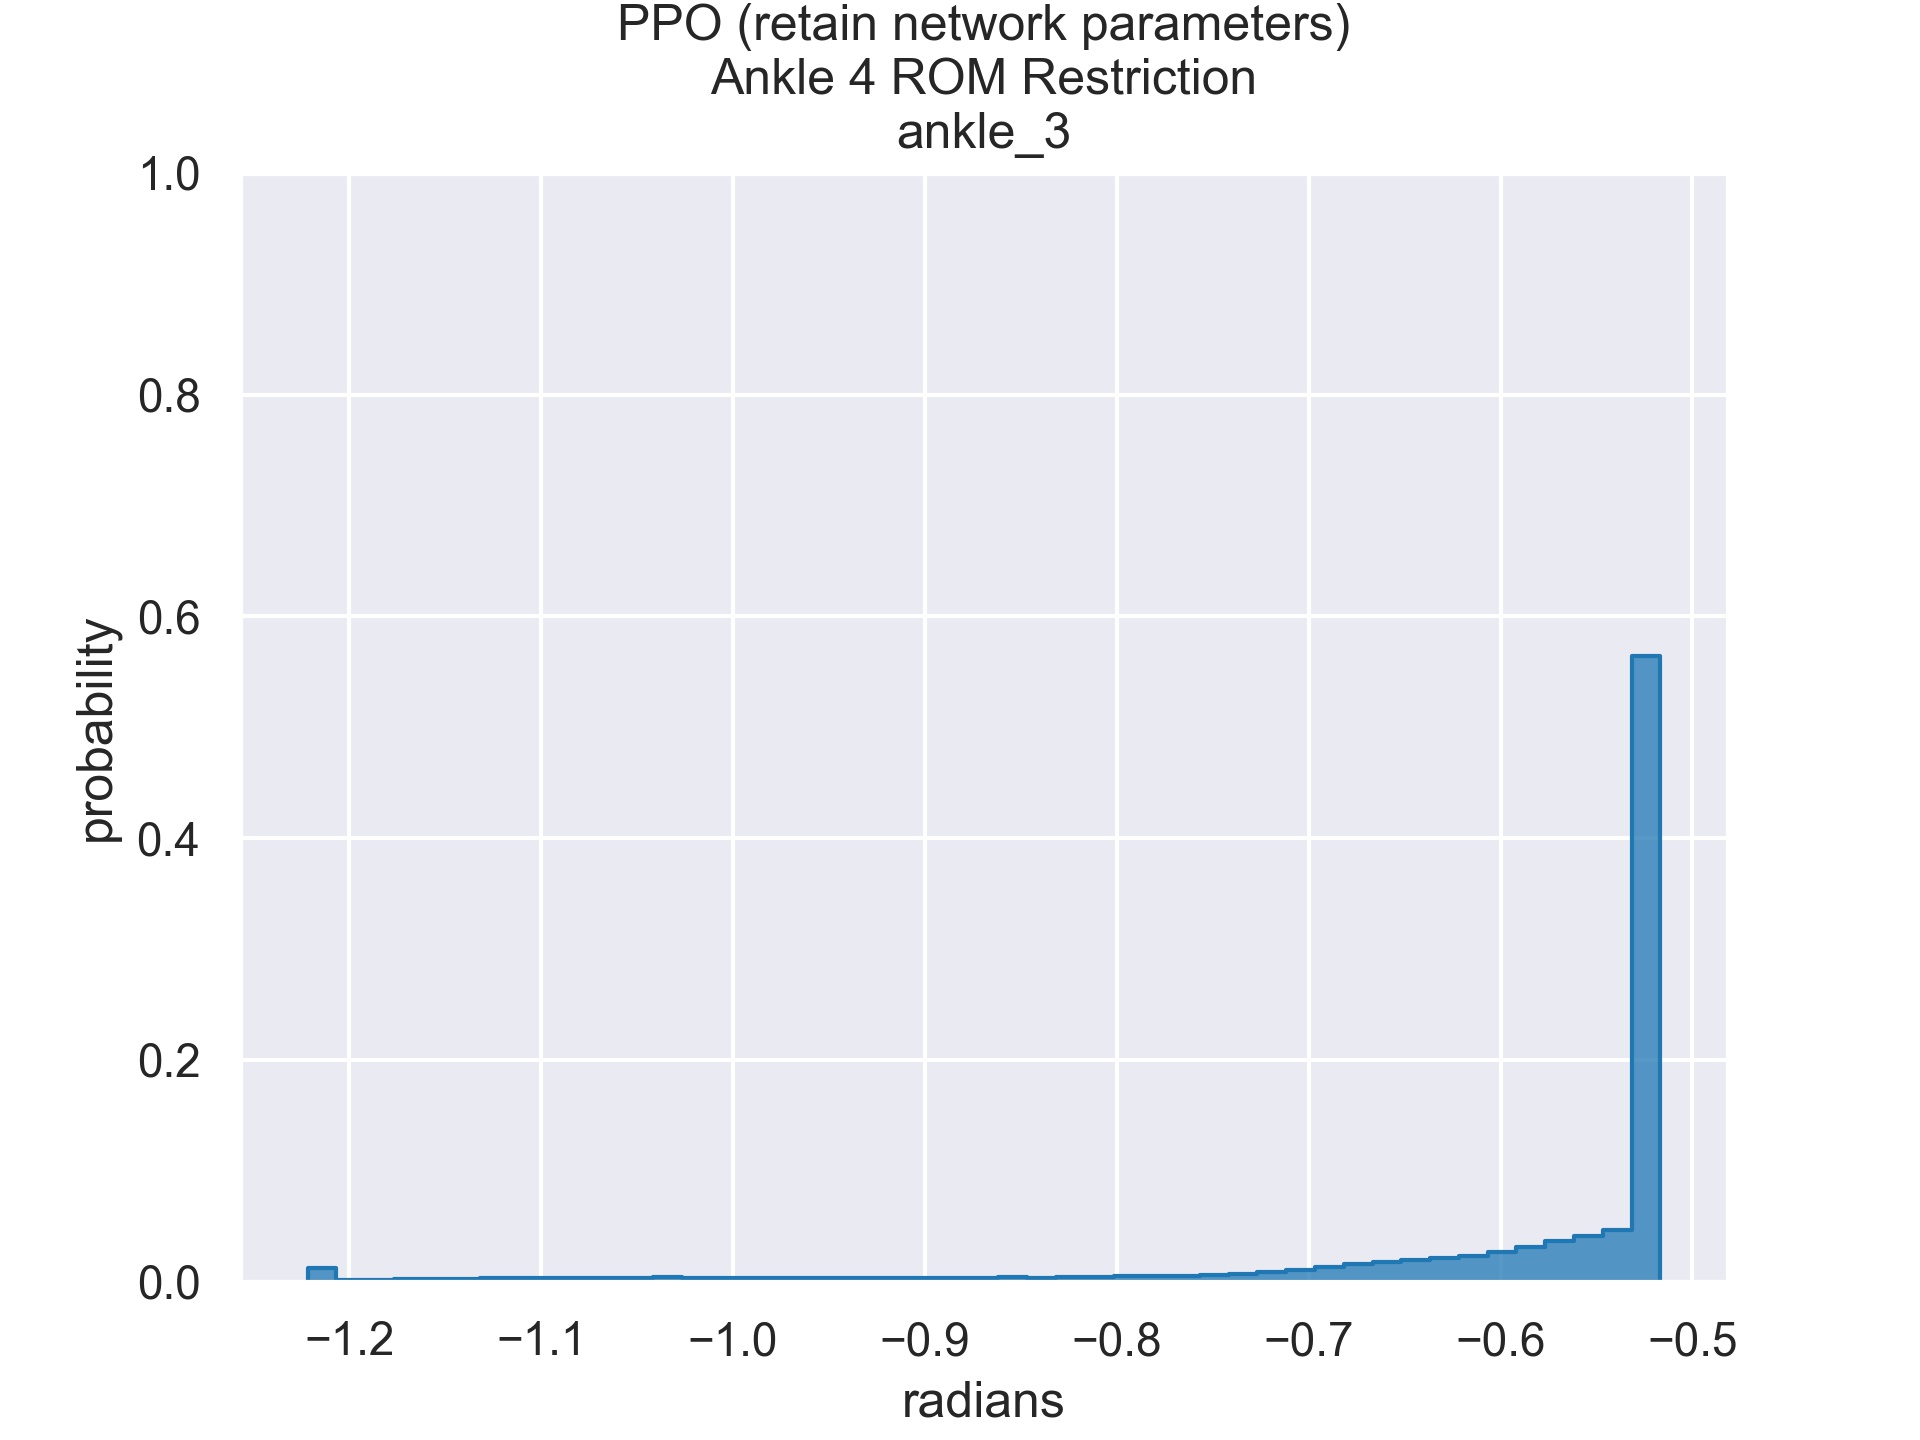 PPO (retain network parameters)
Ankle 4 ROM Restriction
ankle_3
1.0
0.8
0.6
0.4
0.2
0.0
probability
−1.2
−1.1
−1.0
−0.9
−0.8
−0.7
−0.6
−0.5
radians